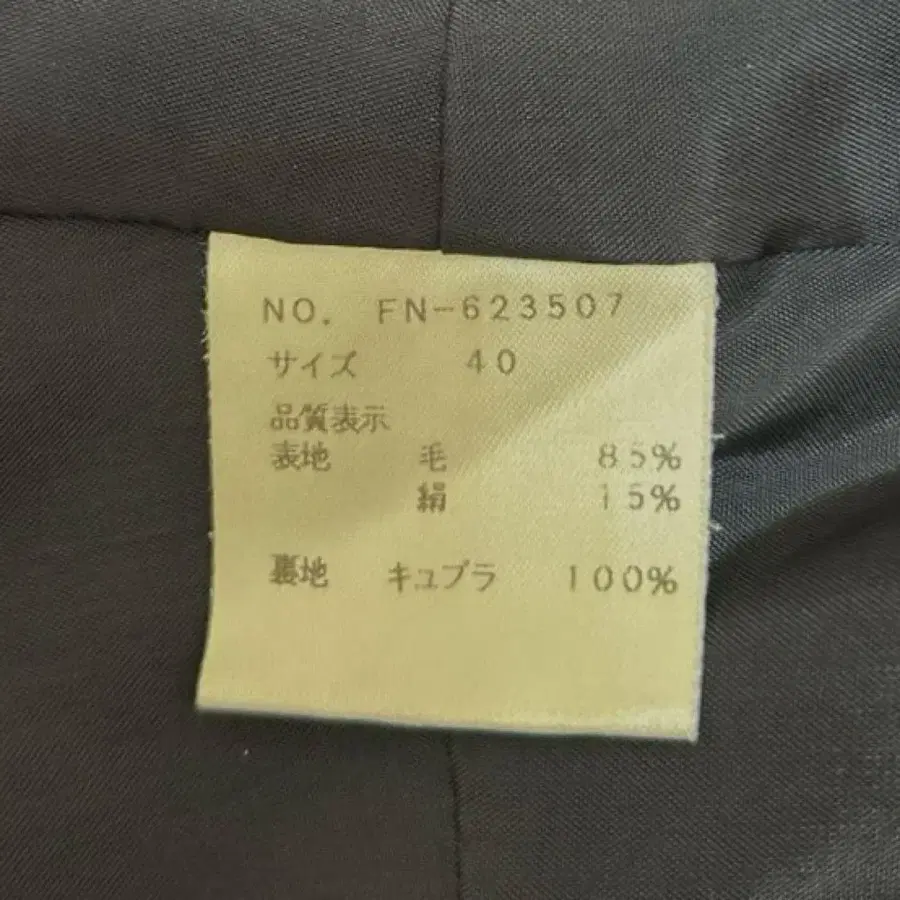 NO. FN-623507
サイズ 40
品質表示
表地 毛 85%
絹 15%
裏地 キュプラ 100%